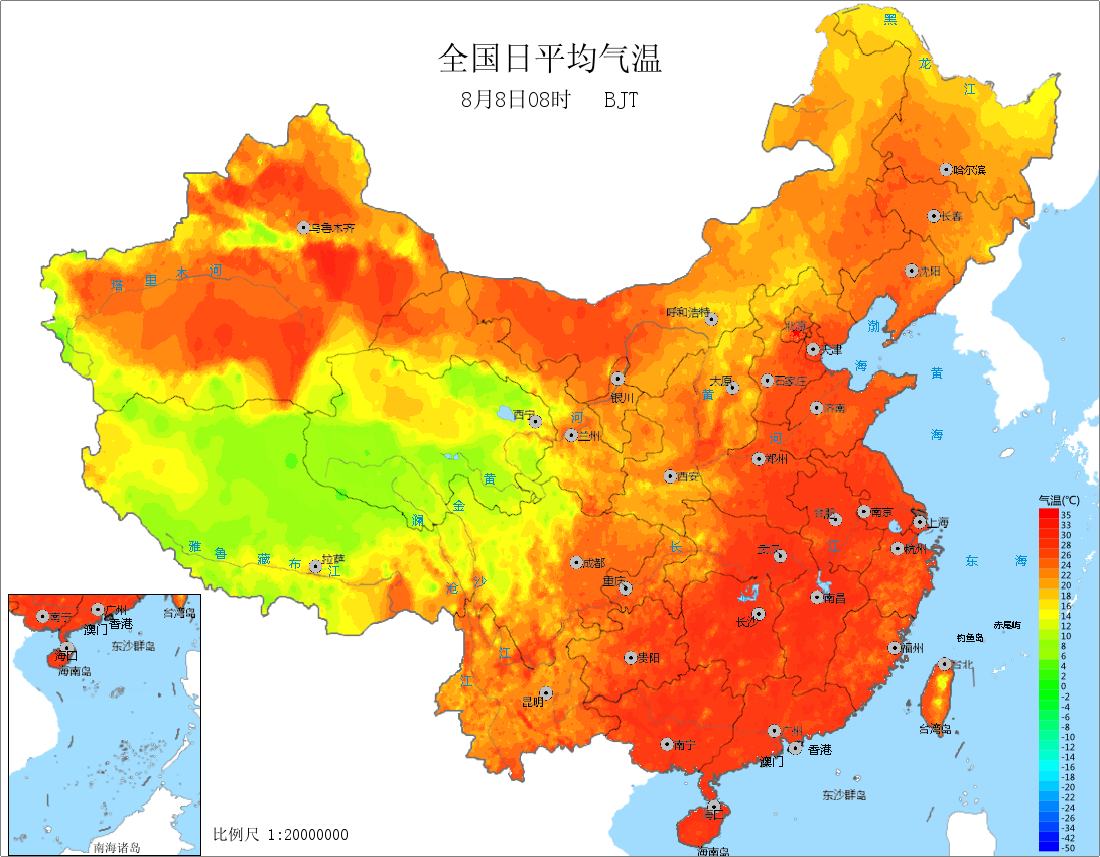 全国日平均气温
8月8日08时 BJT
黑
龙
江
哈尔滨
长春
沈阳
乌鲁木齐
塔 里 木 河
呼和浩特
北京
天津
渤
海
黄
海
银川
太原
石家庄
黄
济南
西宁
河
兰州
河
郑州
西安
黄
金
澜
合肥
南京
上海
气温(℃)
35
33
30
28
26
24
22
20
18
16
14
12
10
8
6
4
2
0
-2
-4
-6
-8
-10
-12
-14
-16
-18
-20
-22
-24
-26
-34
-42
-50
雅 鲁 藏 布 江
拉萨
成都
长
江
杭州
东 海
重庆
沙
南昌
长沙
赤尾屿
钓鱼岛
贵阳
江
江
福州
台北
昆明
台湾岛
南宁
广州
香港
澳门
东沙群岛
海口
海南岛
南宁
广州
台湾岛
香港
澳门
东沙群岛
海口
海南岛
南海诸岛
比例尺 1:20000000